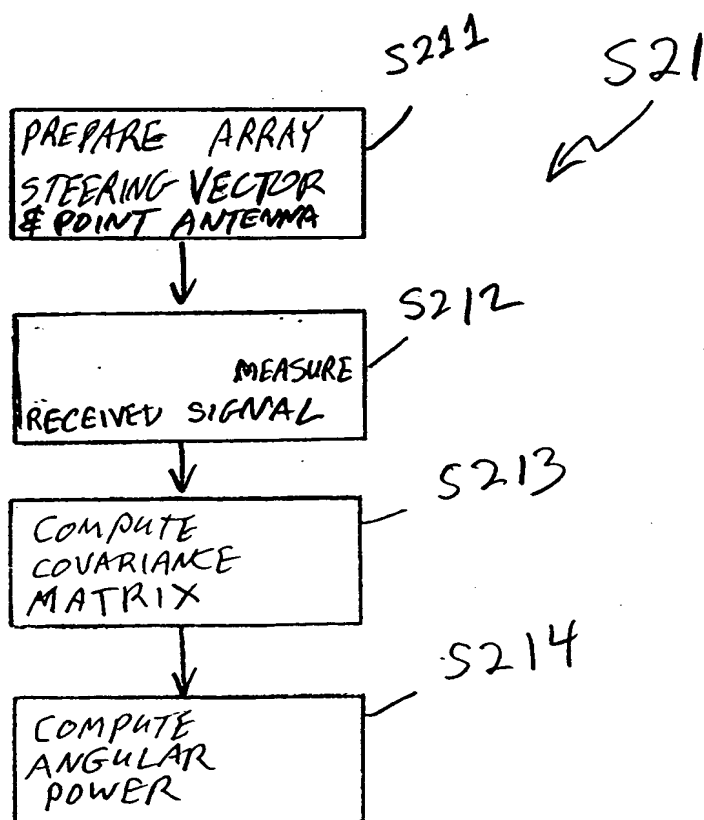 S211
S21
PREPARE ARRAY
STEERING VECTOR
& POINT ANTENNA
S212
MEASURE
RECEIVED SIGNAL
S213
COMPUTE
COVARIANCE
MATRIX
S214
COMPUTE
ANGULAR
POWER